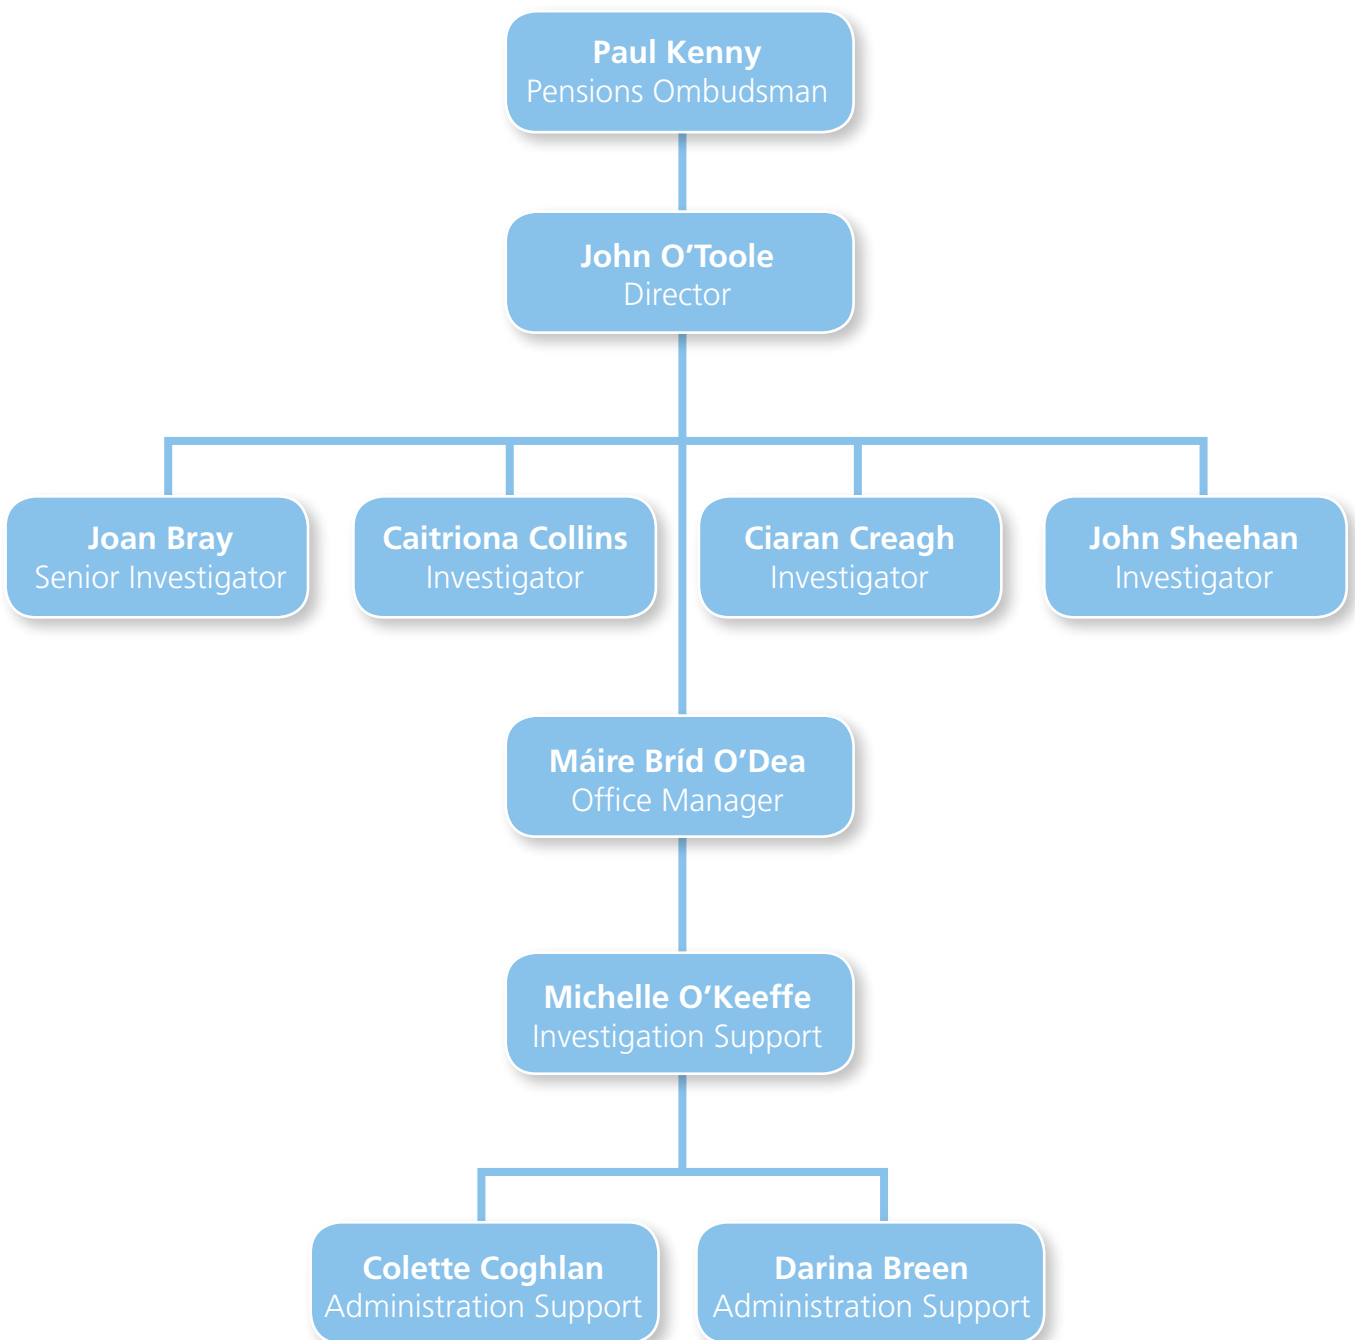 Paul Kenny
Pensions Ombudsman
John O’Toole
Director
Joan Bray
Senior Investigator
Caitriona Collins
Investigator
Ciaran Creagh
Investigator
John Sheehan
Investigator
Máire Bríd O’Dea
Office Manager
Michelle O’Keeffe
Investigation Support
Colette Coghlan
Administration Support
Darina Breen
Administration Support